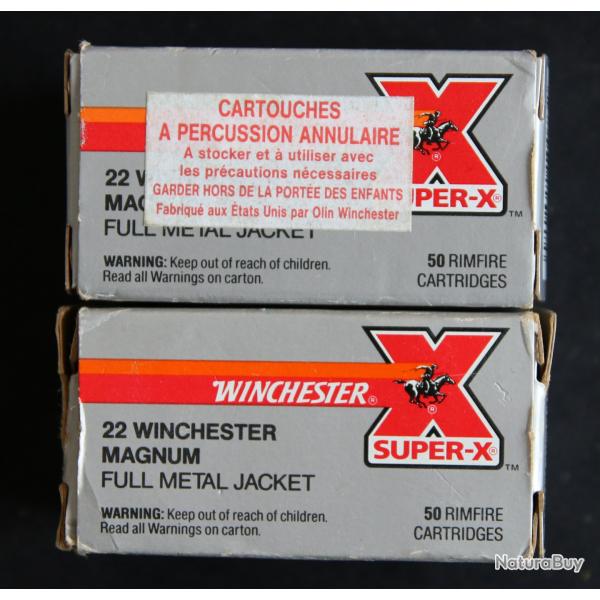 CARTOUCHES
A PERCUSSION ANNULAIRE
A stocker et à utiliser avec
les précautions nécessaires
GARDER HORS DE LA PORTÉE DES ENFANTS
Fabriqué aux États Unis par Olin Winchester
X
SUPER-X®
™
22 W
MAG
FULL METAL JACKET
WARNING: Keep out of reach of children.
Read all Warnings on carton.
50 RIMFIRE
CARTRIDGES
WINCHESTER®
X
®
SUPER-X®
™
22 WINCHESTER
MAGNUM
FULL METAL JACKET
WARNING: Keep out of reach of children.
Read all Warnings on carton.
50 RIMFIRE
CARTRIDGES
NaturaBuy